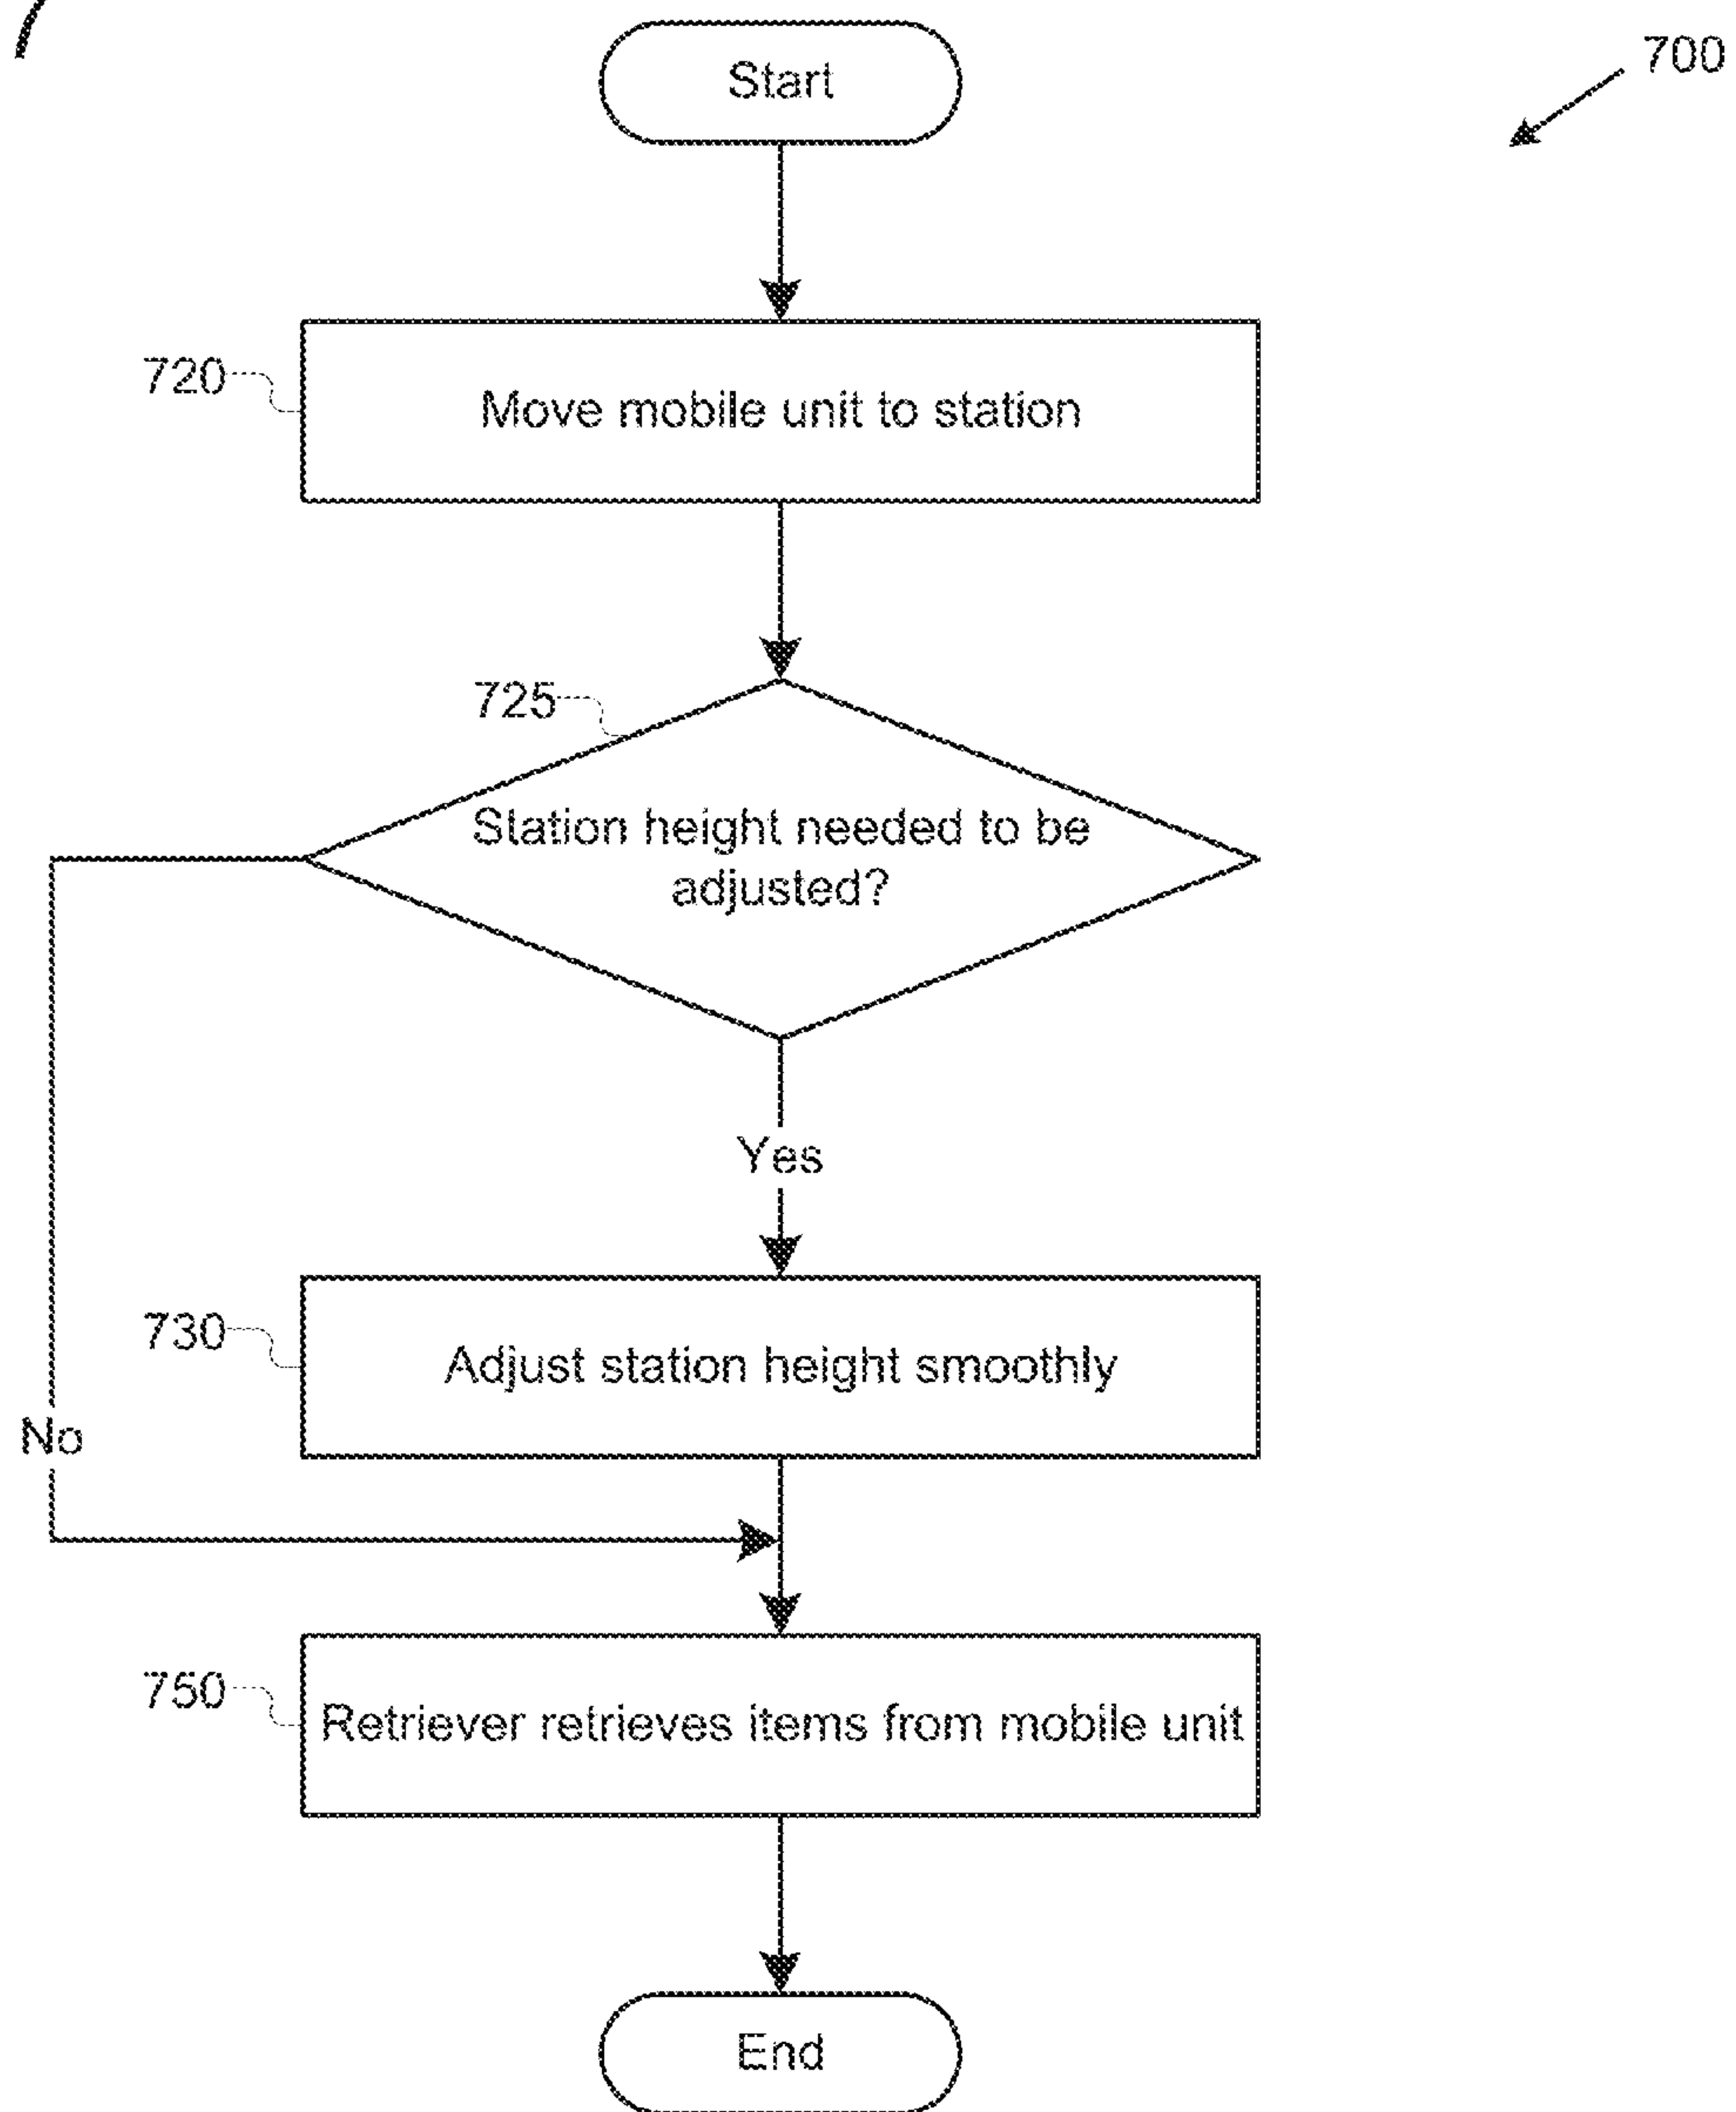 Start
700
720
Move mobile unit to station
725
Station height needed to be
adjusted?
Yes
730
Adjust station height smoothly
No
750
Retriever retrieves items from mobile unit
End